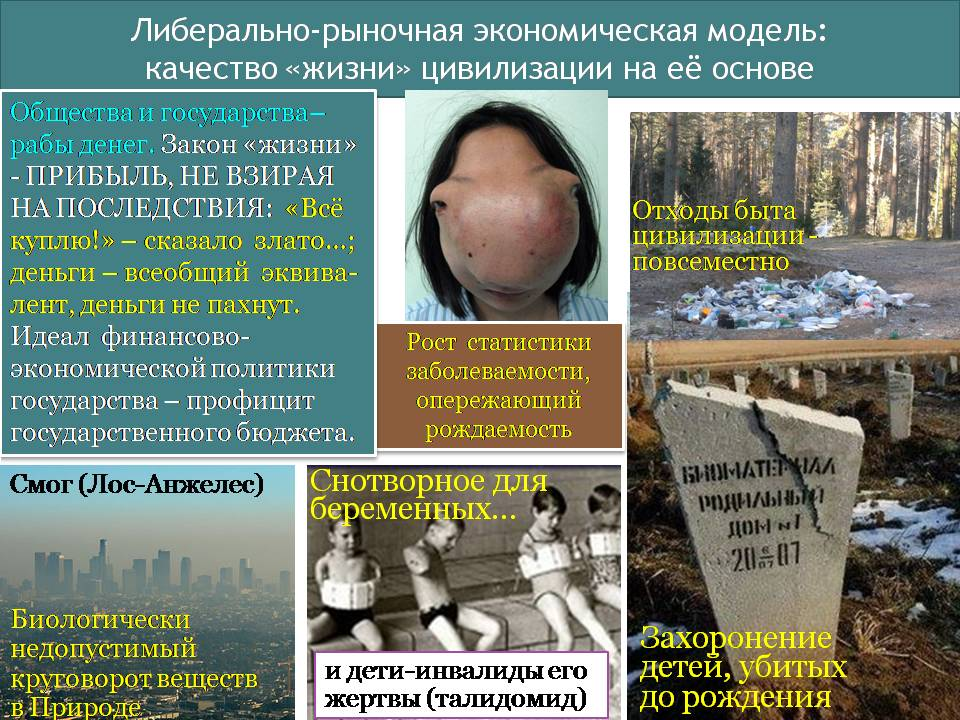 Либерально-рыночная экономическая модель:
качество «жизни» цивилизации на её основе
Общества и государства–
рабы денег. Закон «жизни»
- ПРИБЫЛЬ, НЕ ВЗИРАЯ
НА ПОСЛЕДСТВИЯ: «Всё
куплю!» – сказало злато...;
деньги – всеобщий эквива-
лент, деньги не пахнут.
Идеал финансово-
экономической политики
государства – профицит
государственного бюджета.
Рост статистики
заболеваемости,
опережающий
рождаемость
Отходы быта
цивилизации -
повсеместно
Смог (Лос-Анжелес)
Биологически
недопустимый
круговорот веществ
в Природе
Снотворное для
беременных...
и дети-инвалиды его
жертвы (талидомид)
БИОМАТЕРИАЛ
РОДИЛЬНЫЙ
ДОМ №1
20 6/07 07
Захоронение
детей, убитых
до рождения